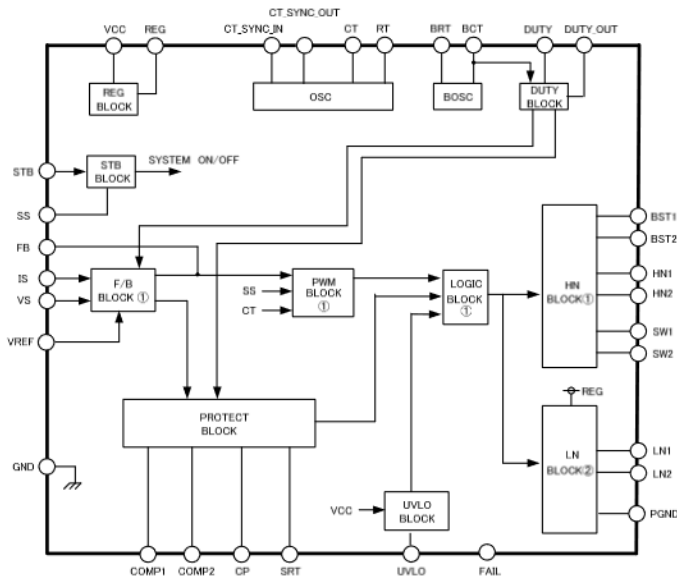 CT_SYNC_OUT
VCC REG CT_SYNC_IN CT RT BRT BCT DUTY DUTY_OUT
REG
BLOCK
OSC
BOSC
DUTY
BLOCK
STB
STB
BLOCK
SYSTEM ON/OFF
SS
FB
IS
VS
VREF
F/B
BLOCK ①
SS
CT
PWM
BLOCK
①
LOGIC
BLOCK
①
HN
BLOCK①
BST1
BST2
HN1
HN2
SW1
SW2
PROTECT
BLOCK
REG
LN
BLOCK②
LN1
LN2
PGND
GND
VCC
UVLO
BLOCK
COMP1 COMP2 CP SRT UVLO FAIL